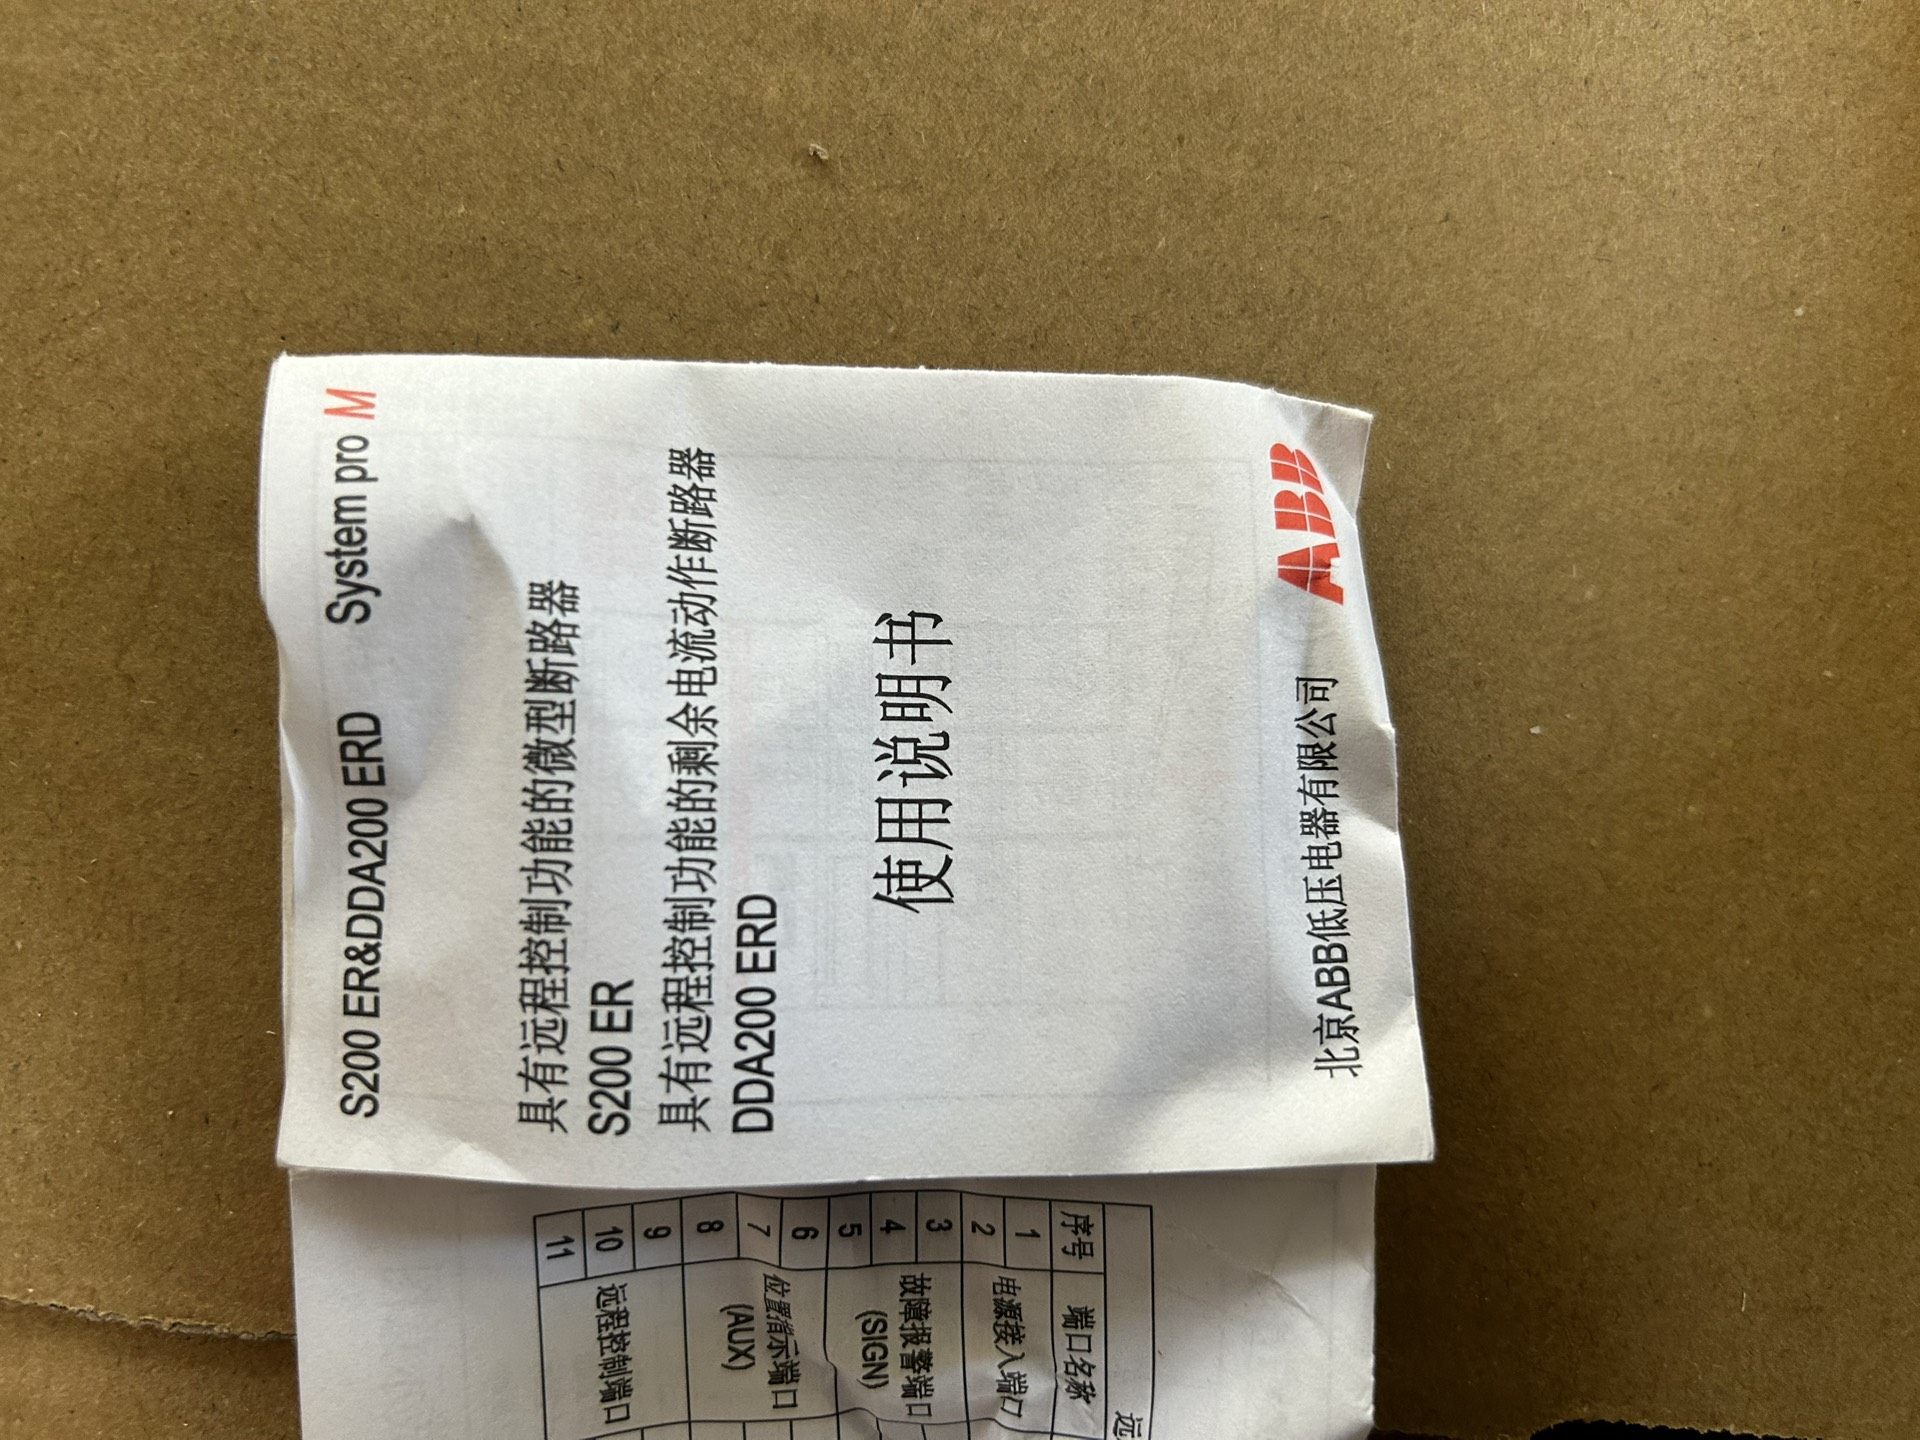 S200 ER&DDA200 ERD System pro M
具有远程控制功能的微型断路器
S200 ER
具有远程控制功能的剩余电流动作断路器
DDA200 ERD
使用说明书
北京ABB低压电器有限公司 ABB
远
序号 端口名称
1
2
电源接入端口
3
4
5
故障报警端口
(SIGN)
6
7
8
位置指示端口
(AUX)
9
10
11
远程控制端口